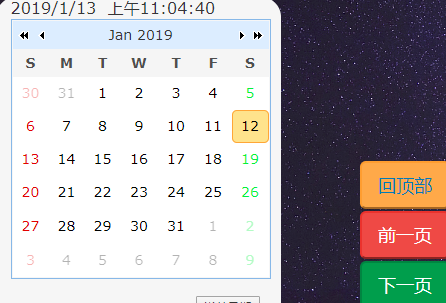 2019/1/13 上午11:04:40
Jan 2019
S M T W T F S
30 31 1 2 3 4 5
6 7 8 9 10 11 12
13 14 15 16 17 18 19
20 21 22 23 24 25 26
27 28 29 30 31 1 2
3 4 5 6 7 8 9
回顶部
前一页
下一页